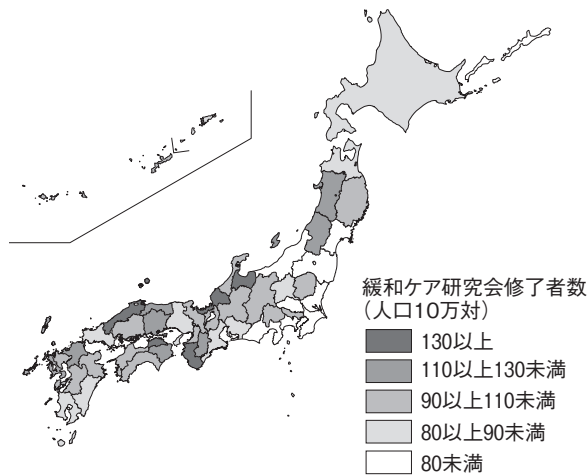 緩和ケア研究会修了者数
(人口10万対)
130以上
110以上130未満
90以上110未満
80以上90未満
80未満